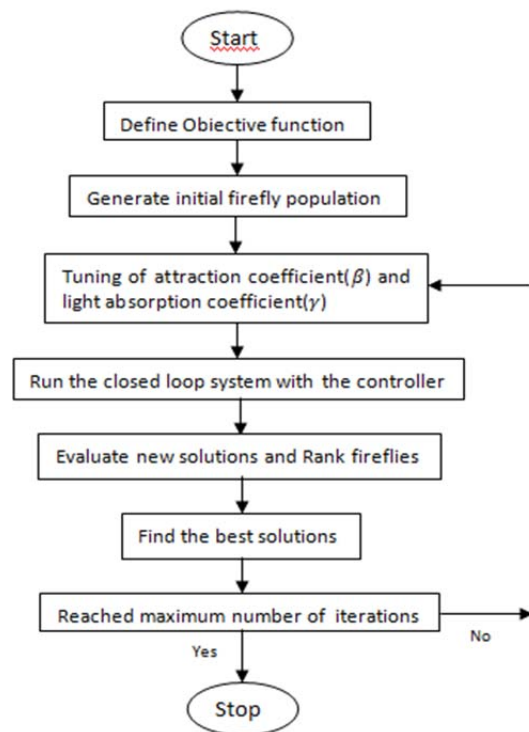 Start
Define Obiective function
Generate initial firefly population
Tuning of attraction coefficient(β) and
light absorption coefficient(γ)
Run the closed loop system with the controller
Evaluate new solutions and Rank fireflies
Find the best solutions
Reached maximum number of iterations
No
Yes
Stop